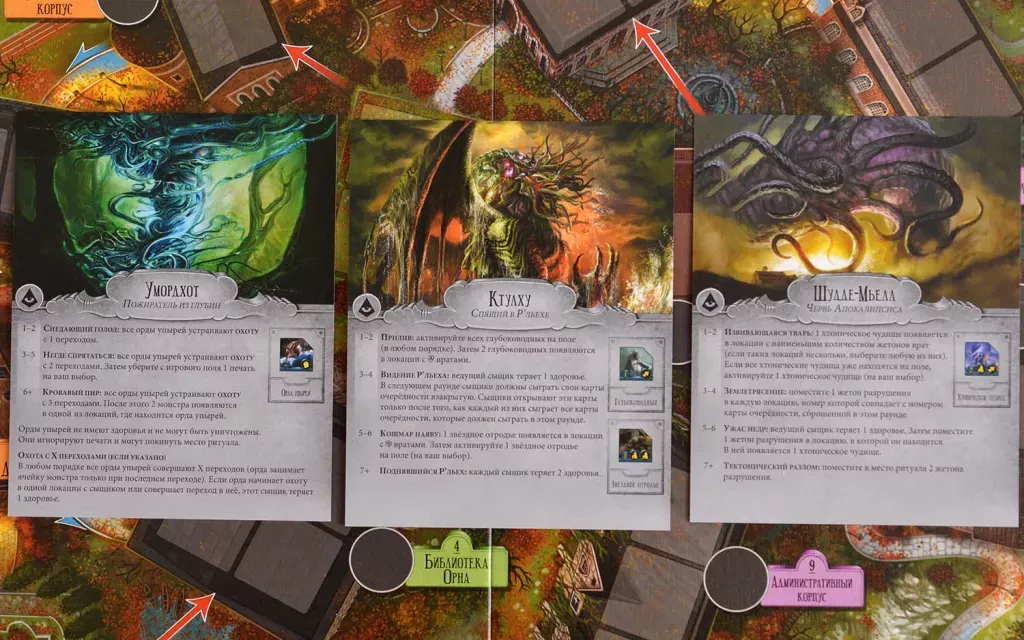 КОРПУС
Умордхот
Пожиратель из глубин
1–2 Снедающий голод: все орды упырей устраивают охоту
с 1 переходом.
3–5 Негде спрятаться: все орды упырей устраивают охоту
с 2 переходами. Затем уберите с игрового поля 1 печать
на ваш выбор.
6+ Кровавый пир: все орды упырей устраивают охоту
с 3 переходами. После этого 2 монстра появляются
в одной из локаций, где находится орда упырей.
Орды упырей не имеют здоровья и не могут быть уничтожены.
Они игнорируют печати и могут покинуть место ритуала.
Охота с X переходами (если указано)
В любом порядке все орды упырей совершают X переходов (орда занимает
ячейку монстра только при последнем переходе). Если орда начинает охоту
в одной локации с сыщиком или совершает переход в неё, этот сыщик теряет
1 здоровье.
Орда упырей
Ктулху
Спящий в Р'льехе
1–2 Прилив: активируйте всех глубоководных на поле
(в любом порядке). Затем 2 глубоководных появляются
в локации с вратами.
3–4 Видение Р'льеха: ведущий сыщик теряет 1 здоровье.
В следующем раунде сыщики должны сыграть свои карты
очерёдности взакрытую. Сыщики открывают эти карты
только после того, как каждый из них сыграет все карты
очерёдности, которые должен сыграть в этом раунде.
5–6 Кошмар наяву: 1 звёздное отродье появляется в локации
с вратами. Затем активируйте 1 звёздное отродье
на поле (на ваш выбор).
7+ Поднявшийся Р'льех: каждый сыщик теряет 2 здоровья.
Глубоководный
Звёздное отродье
Шудде-Мьелл
Червь Апокалипсиса
1–2 Извивающаяся тварь: 1 хтоническое чудище появляется
в локации с наименьшим количеством жетонов врат
(если таких локаций несколько, выберите любую из них).
Если все хтонические чудища уже находятся на поле,
активируйте 1 хтоническое чудище (на ваш выбор).
3–4 Землетрясение: поместите 1 жетон разрушения
в каждую локацию, номер которой совпадает с номером
карты очерёдности, сброшенной в этом раунде.
5–6 Ужас недр: ведущий сыщик теряет 1 здоровье. Затем поместите
1 жетон разрушения в локацию, в которой он находится.
В ней появляется 1 хтоническое чудище.
7+ Тектонический разлом: поместите в место ритуала 2 жетона
разрушения.
Хтоническое чудище
4
Библиотека
Орна
9
Административный
корпус